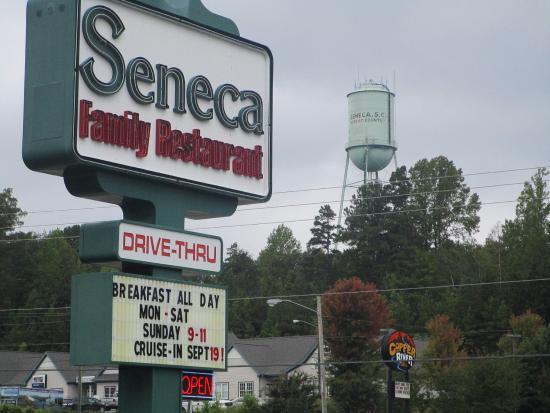 Seneca
Family Restaurant
DRIVE-THRU
BREAKFAST ALL DAY
MON - SAT
SUNDAY 9-11
CRUISE-IN SEPT 19!
OPEN
SENECA, S.C.
COPPER
RIVER